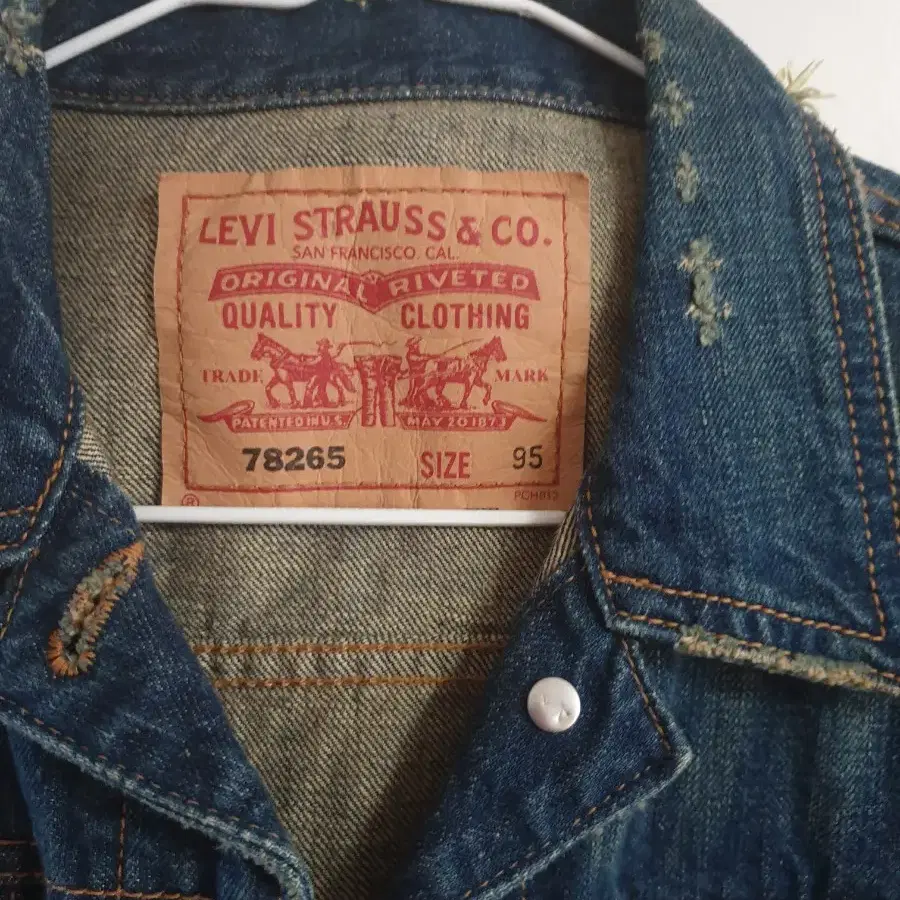 LEVI STRAUSS & CO.
SAN FRANCISCO. CAL.
ORIGINAL RIVETED
QUALITY CLOTHING
TRADE MARK
PATENTED IN U.S. MAY 20 1873
78265 SIZE 95
®